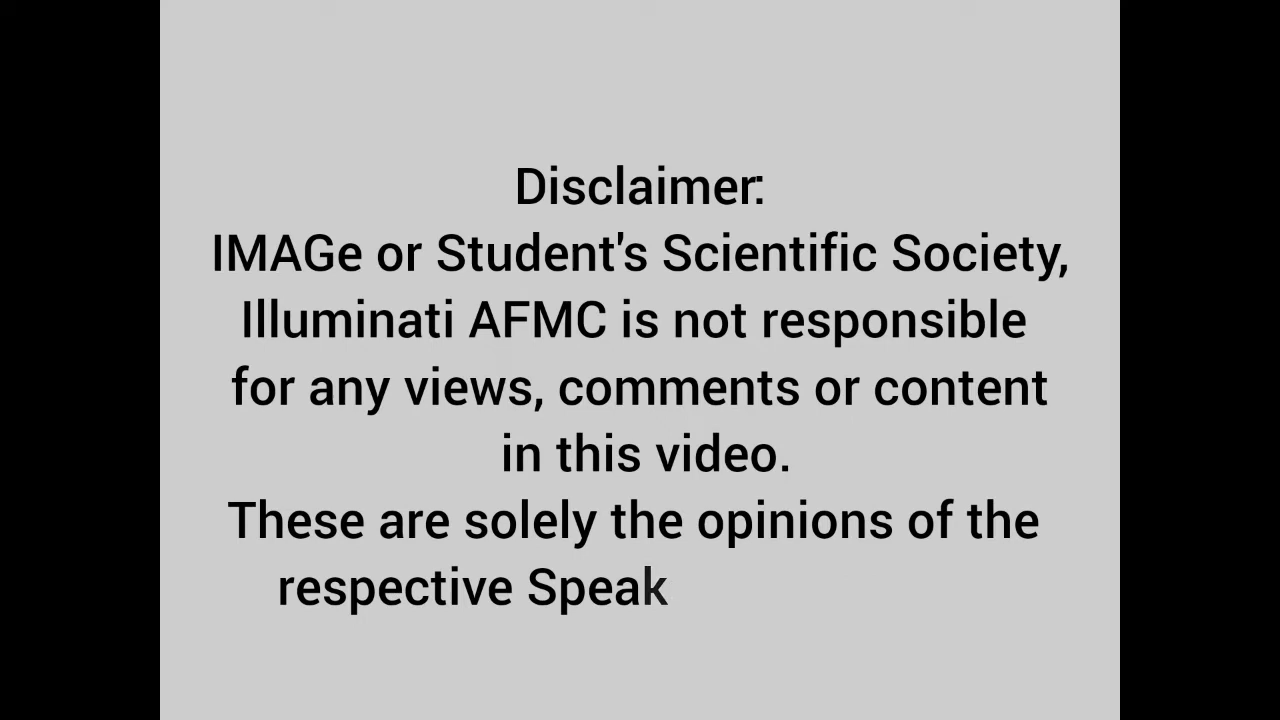 Disclaimer:
IMAGe or Student's Scientific Society,
Illuminati AFMC is not responsible
for any views, comments or content
in this video.
These are solely the opinions of the
respective Speak